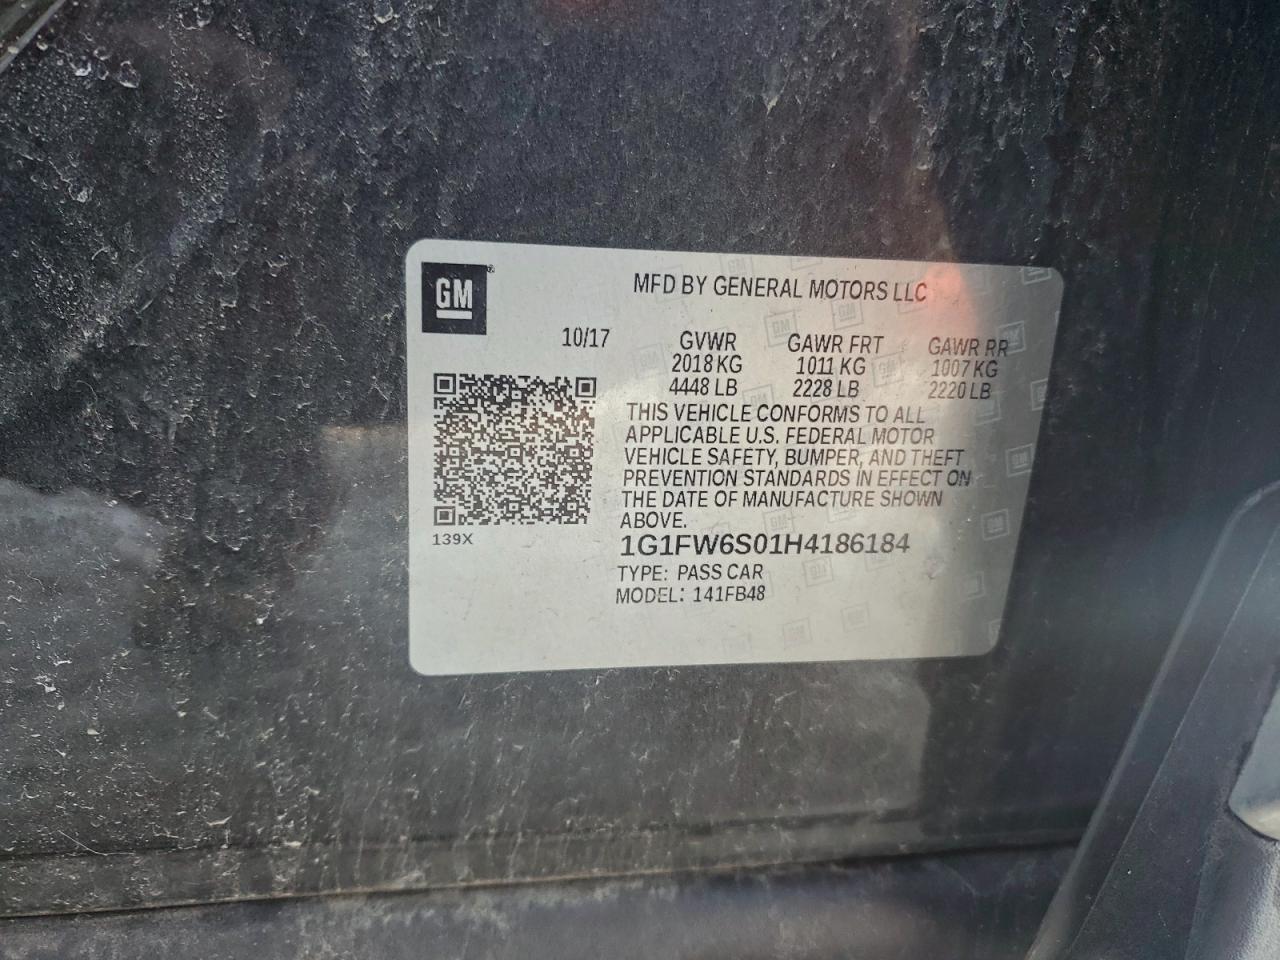 GM
MFD BY GENERAL MOTORS LLC
10/17 GVWR GAWR FRT GAWR RR
2018 KG 1011 KG 1007 KG
4448 LB 2228 LB 2220 LB
THIS VEHICLE CONFORMS TO ALL
APPLICABLE U.S. FEDERAL MOTOR
VEHICLE SAFETY, BUMPER, AND THEFT
PREVENTION STANDARDS IN EFFECT ON
THE DATE OF MANUFACTURE SHOWN
ABOVE.
139X
1G1FW6S01H4186184
TYPE: PASS CAR
MODEL: 141FB48